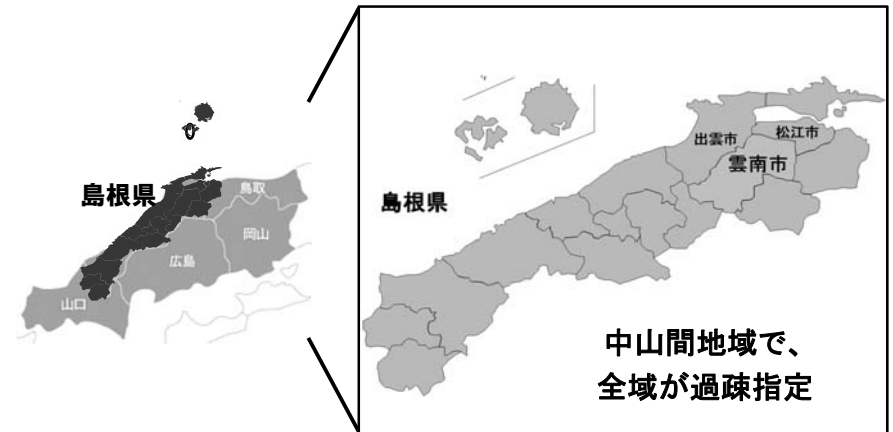 島根県
鳥取
岡山
広島
山口
出雲市
松江市
雲南市
島根県
中山間地域で、
全域が過疎指定